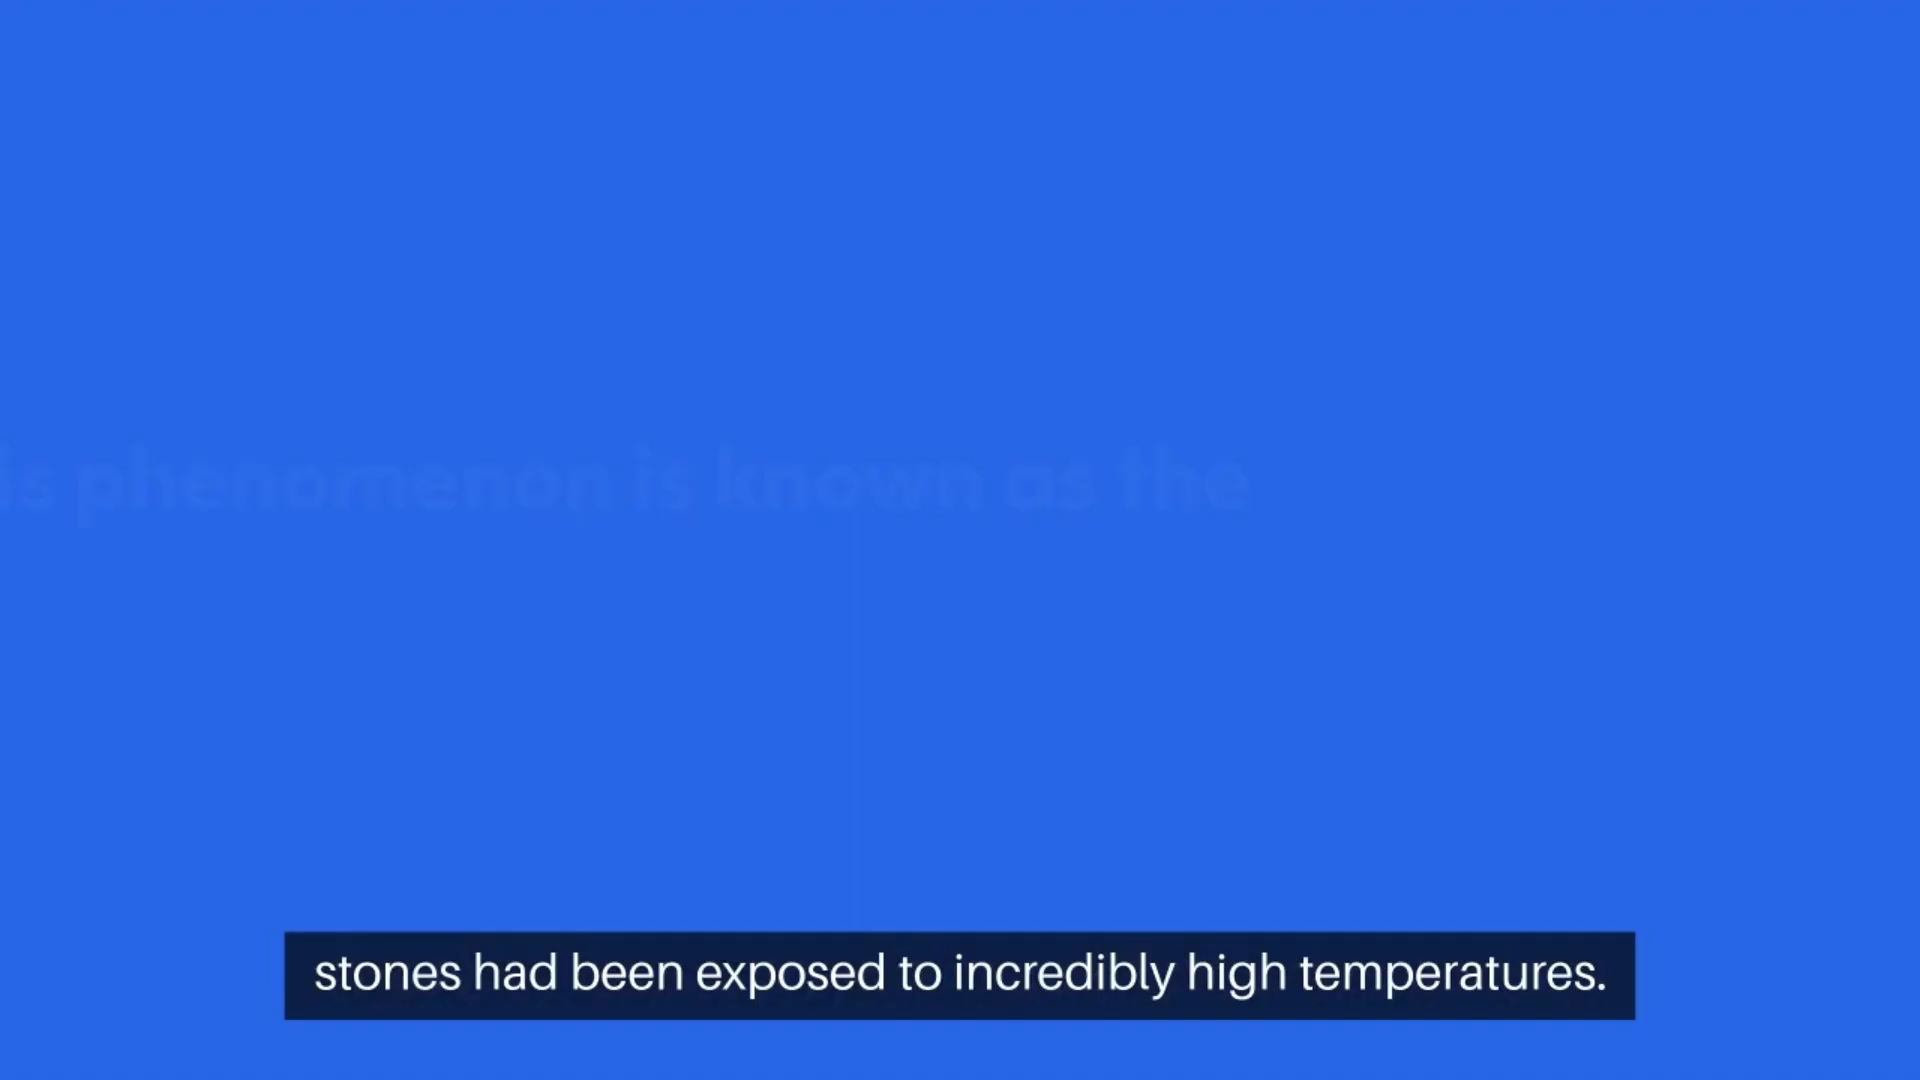 is phenomenon is known as the
stones had been exposed to incredibly high temperatures.